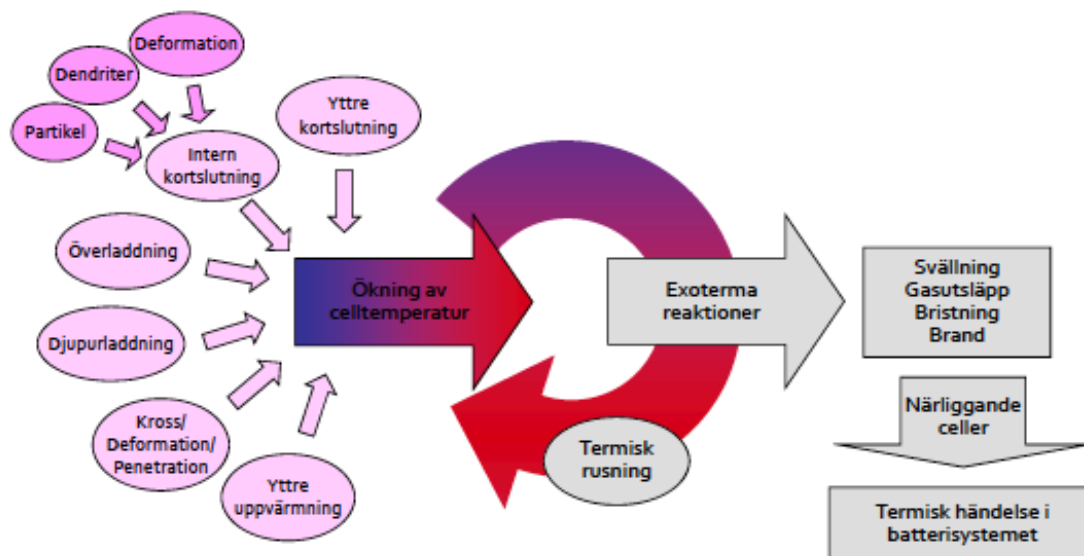 Deformation
Dendriter
Partikel
Intern
kortslutning
Yttre
kortslutning
Överladdning
Djupurladdning
Kross/
Deformation/
Penetration
Yttre
uppvärmning
Ökning av
celltemperatur
Exoterma
reaktioner
Termisk
rusning
Svällning
Gasutsläpp
Bristning
Brand
Närliggande
celler
Termisk händelse i
batterisystemet